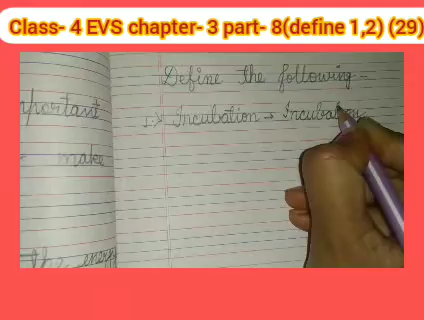 Class- 4 EVS chapter- 3 part- 8(define 1,2) (29)
Define the following -
portant
1.) Incubation → Incubation
make
the energy